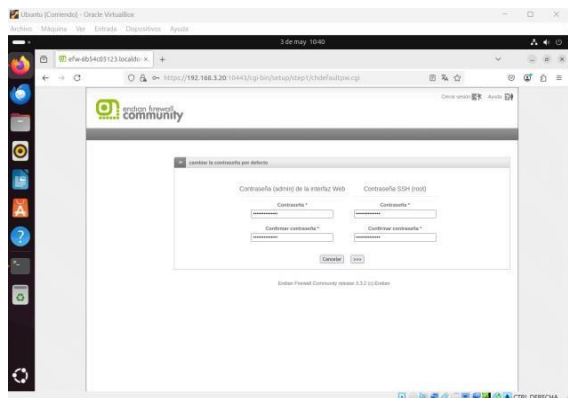 Ubuntu [Corriendo] - Oracle VirtualBox
Archivo Máquina Ver Entrada Dispositivos Ayuda
3 de may 10:40
efw-6b54c05123.localdo
https://192.168.3.20:10443/cgi-bin/setup/step1/chdefaultpw.cgi
Cerrar sesión Ayuda
endian firewall
community
cambiar la contraseña por defecto
Contraseña (admin) de la interfaz Web Contraseña SSH (root)
Contraseña * Contraseña *
Confirmar contraseña * Confirmar contraseña *
Cancelar >>>
Endian Firewall Community release 3.3.2 (c) Endian
CTRL DERECHA